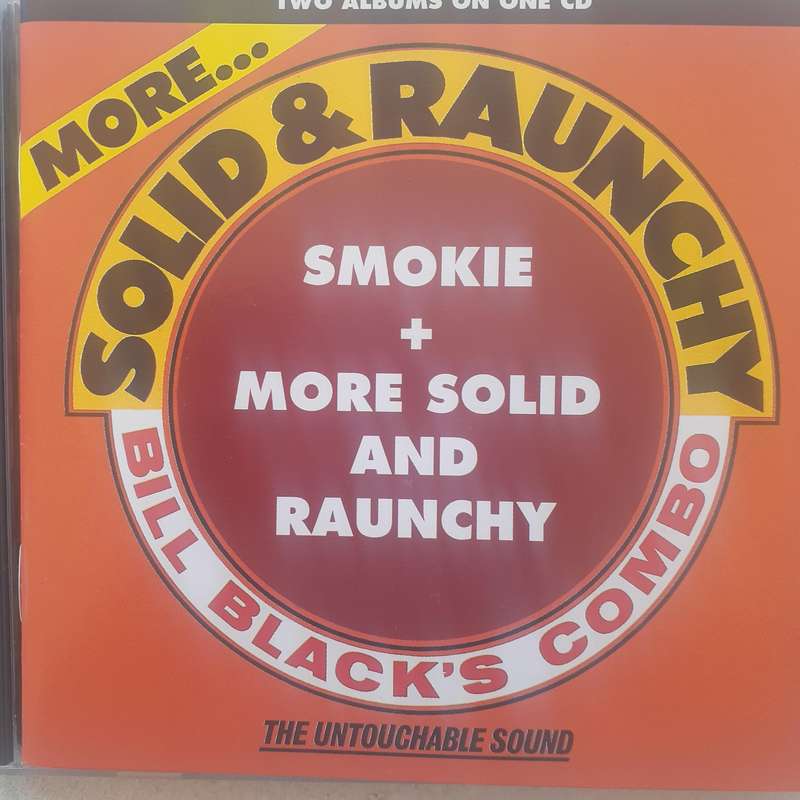 TWO ALBUMS ON ONE CD
MORE...
SOLID & RAUNCHY
SMOKIE
+
MORE SOLID
AND
RAUNCHY
BILL BLACK'S COMBO
THE UNTOUCHABLE SOUND